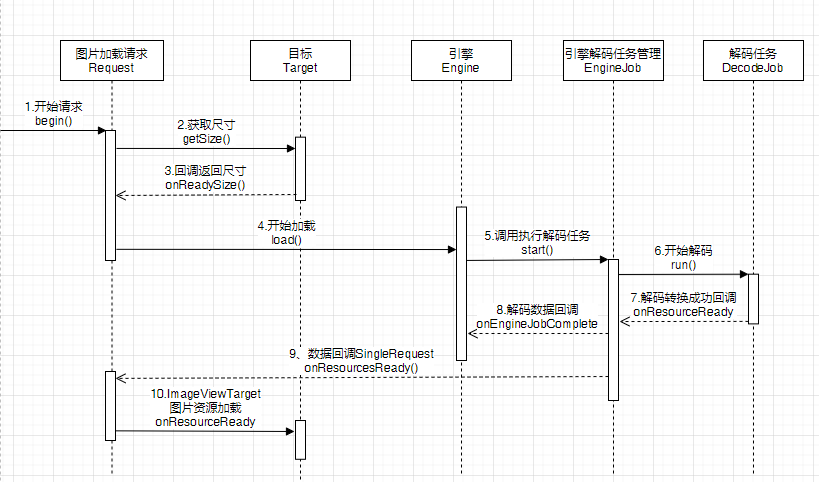 图片加载请求
Request
目标
Target
引擎
Engine
引擎解码任务管理
EngineJob
解码任务
DecodeJob
1.开始请求
begin()
2.获取尺寸
getSize()
3.回调返回尺寸
onReadySize()
4.开始加载
load()
5.调用执行解码任务
start()
6.开始解码
run()
7.解码转换成功回调
onResourceReady
8.解码数据回调
onEngineJobComplete
9、数据回调SingleRequest
onResourcesReady()
10.ImageViewTarget
图片资源加载
onResourceReady